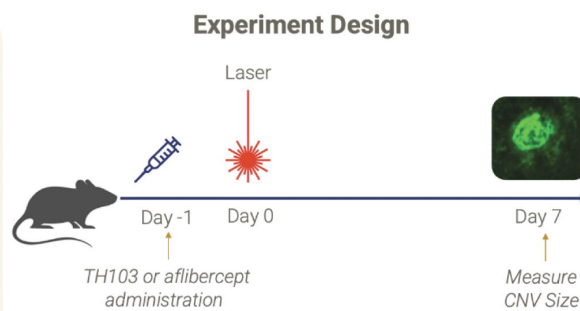 Experiment Design
Laser
Day -1
Day 0
Day 7
TH103 or aflibercept
administration
Measure
CNV Size